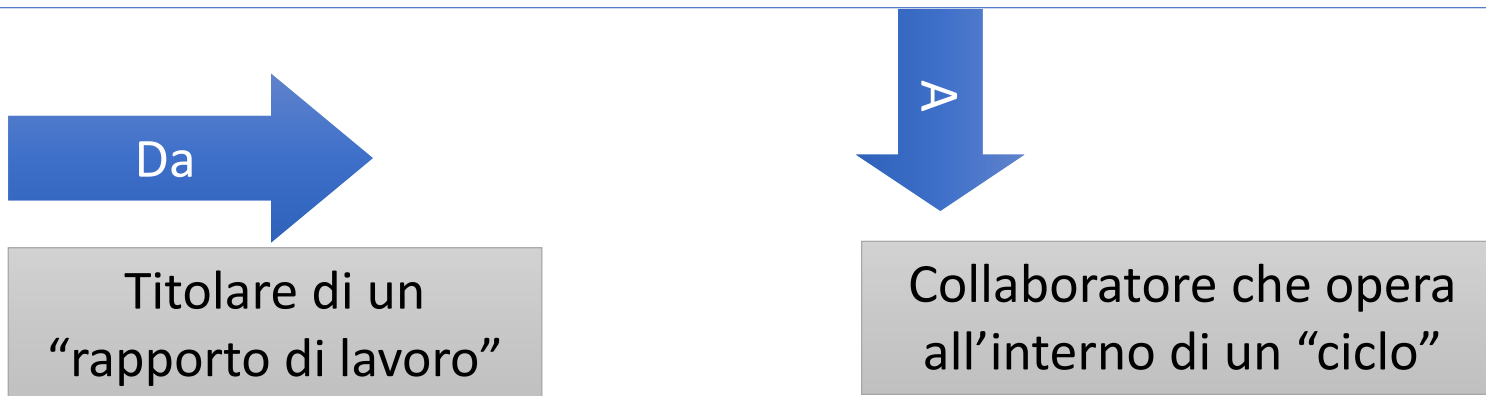 Da
A
Titolare di un
“rapporto di lavoro”
Collaboratore che opera
all’interno di un “ciclo”